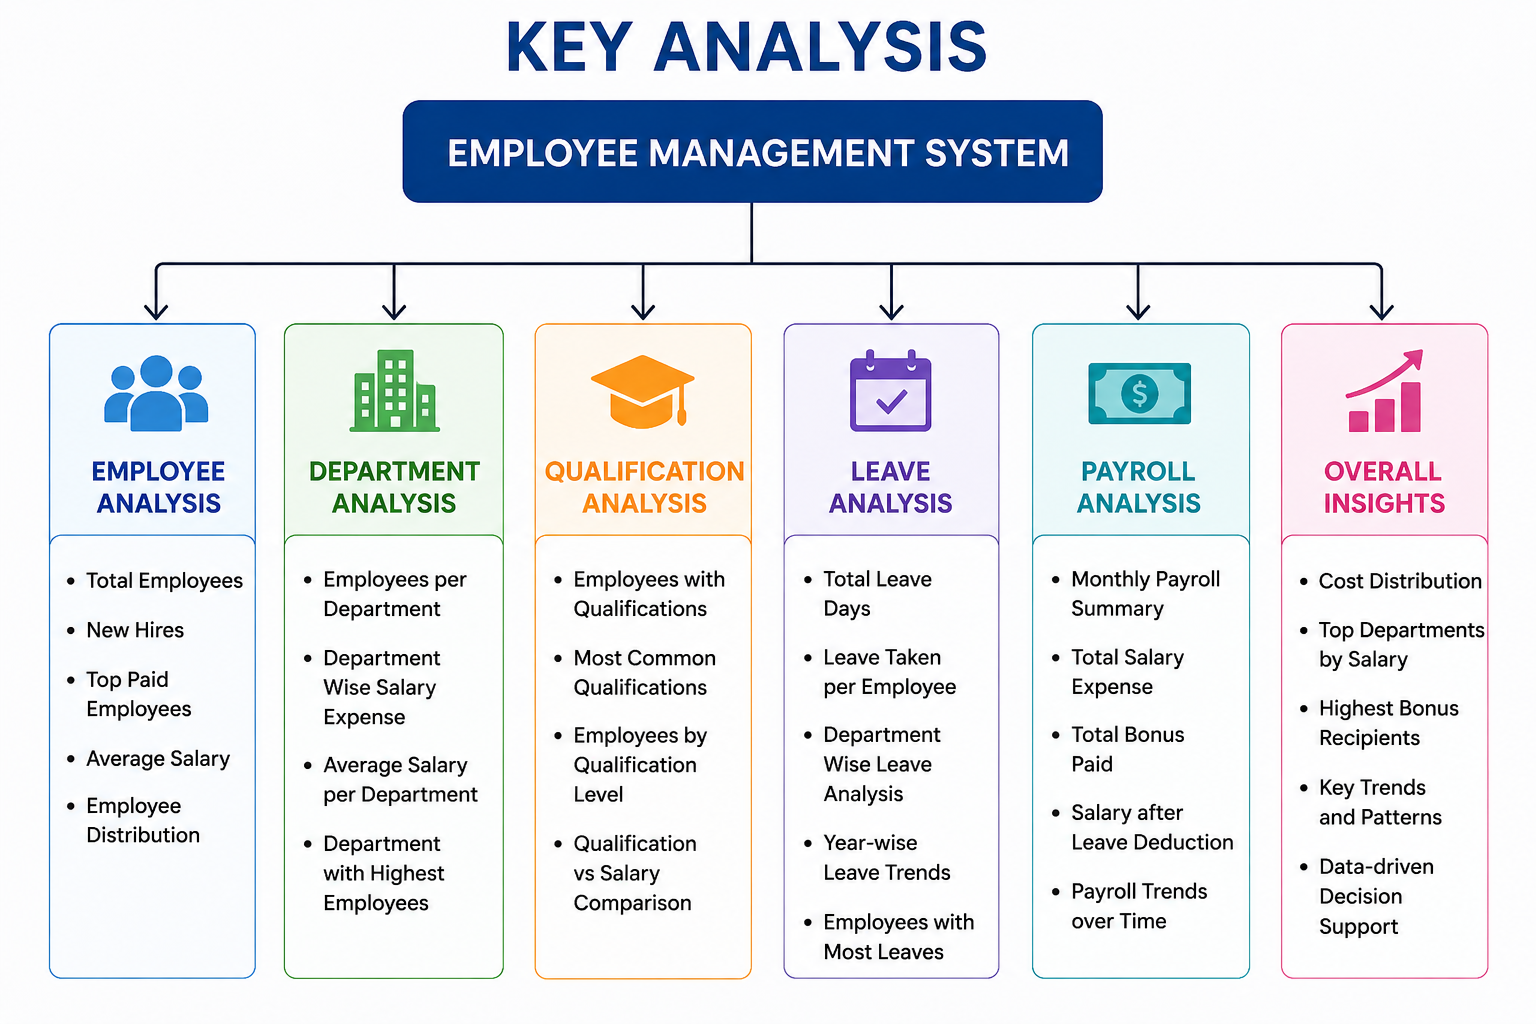 KEY ANALYSIS
EMPLOYEE MANAGEMENT SYSTEM
EMPLOYEE
ANALYSIS
• Total Employees
• New Hires
• Top Paid
Employees
• Average Salary
• Employee
Distribution
DEPARTMENT
ANALYSIS
• Employees per
Department
• Department
Wise Salary
Expense
• Average Salary
per Department
• Department
with Highest
Employees
QUALIFICATION
ANALYSIS
• Employees with
Qualifications
• Most Common
Qualifications
• Employees by
Qualification
Level
• Qualification
vs Salary
Comparison
LEAVE
ANALYSIS
• Total Leave
Days
• Leave Taken
per Employee
• Department
Wise Leave
Analysis
• Year-wise
Leave Trends
• Employees with
Most Leaves
$
PAYROLL
ANALYSIS
• Monthly Payroll
Summary
• Total Salary
Expense
• Total Bonus
Paid
• Salary after
Leave Deduction
• Payroll Trends
over Time
OVERALL
INSIGHTS
• Cost Distribution
• Top Departments
by Salary
• Highest Bonus
Recipients
• Key Trends
and Patterns
• Data-driven
Decision
Support